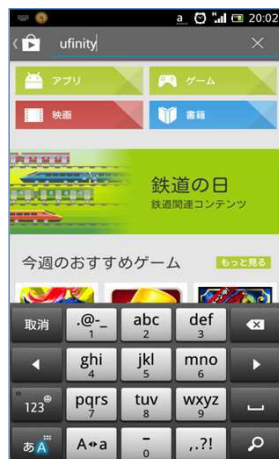 a 20:02
ufinity
アプリ
ゲーム
映画
書籍
鉄道の日
鉄道関連コンテンツ
今週のおすすめゲーム
もっと見る
取消
.@-_
1
abc
2
def
3
ghi
4
jkl
5
mno
6
123
pqrs
7
tuv
8
wxyz
9
あA
A⇔a
-
0
,.?!